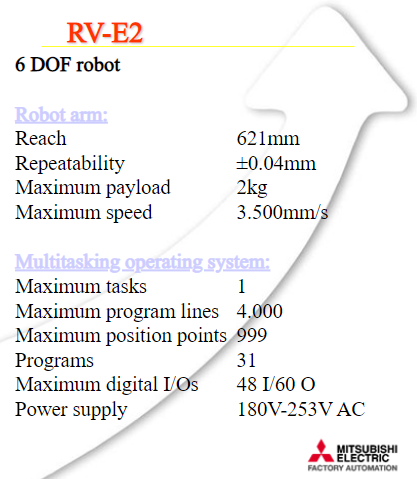 RV-E2
6 DOF robot
Robot arm:
Reach 621mm
Repeatability ±0.04mm
Maximum payload 2kg
Maximum speed 3.500mm/s
Multitasking operating system:
Maximum tasks 1
Maximum program lines 4.000
Maximum position points 999
Programs 31
Maximum digital I/Os 48 I/60 O
Power supply 180V-253V AC
MITSUBISHI
ELECTRIC
FACTORY AUTOMATION